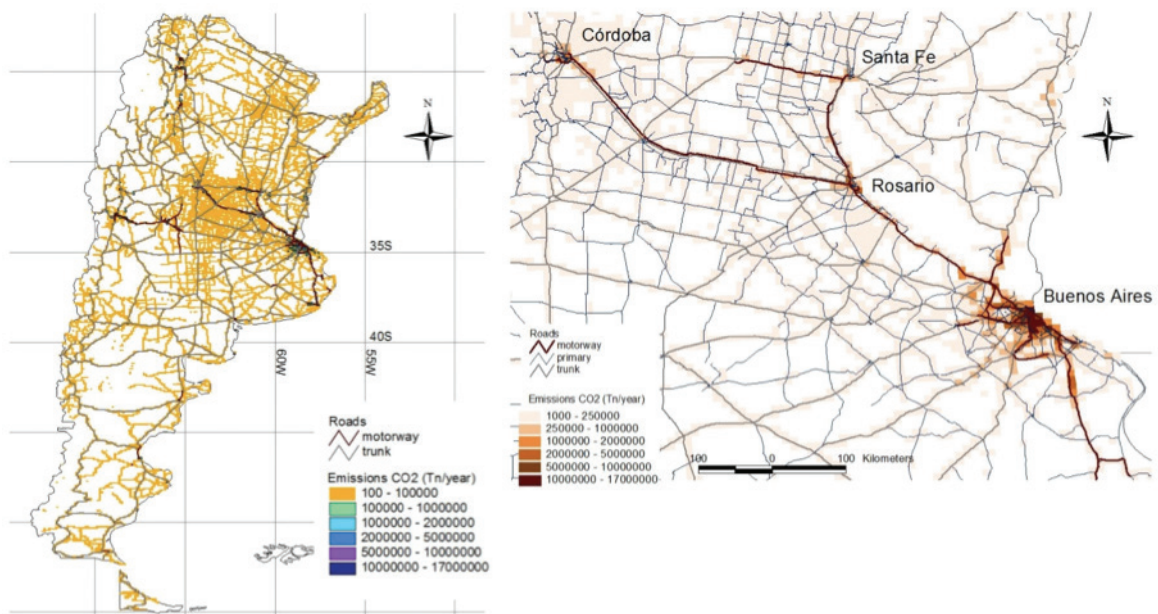 N
35S
40S
60W
55W
Roads
motorway
trunk
Emissions CO2 (Tn/year)
100 - 100000
100000 - 1000000
1000000 - 2000000
2000000 - 5000000
5000000 - 10000000
10000000 - 17000000
Córdoba
Santa Fe
N
Rosario
Buenos Aires
Roads
motorway
primary
trunk
Emissions CO2 (Tn/year)
1000 - 250000
250000 - 1000000
1000000 - 2000000
2000000 - 5000000
5000000 - 10000000
10000000 - 17000000
100 0 100 Kilometers